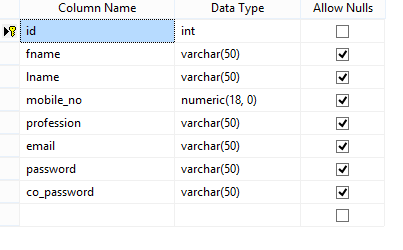 Column Name Data Type Allow Nulls
id int
fname varchar(50)
lname varchar(50)
mobile_no numeric(18, 0)
profession varchar(50)
email varchar(50)
password varchar(50)
co_password varchar(50)